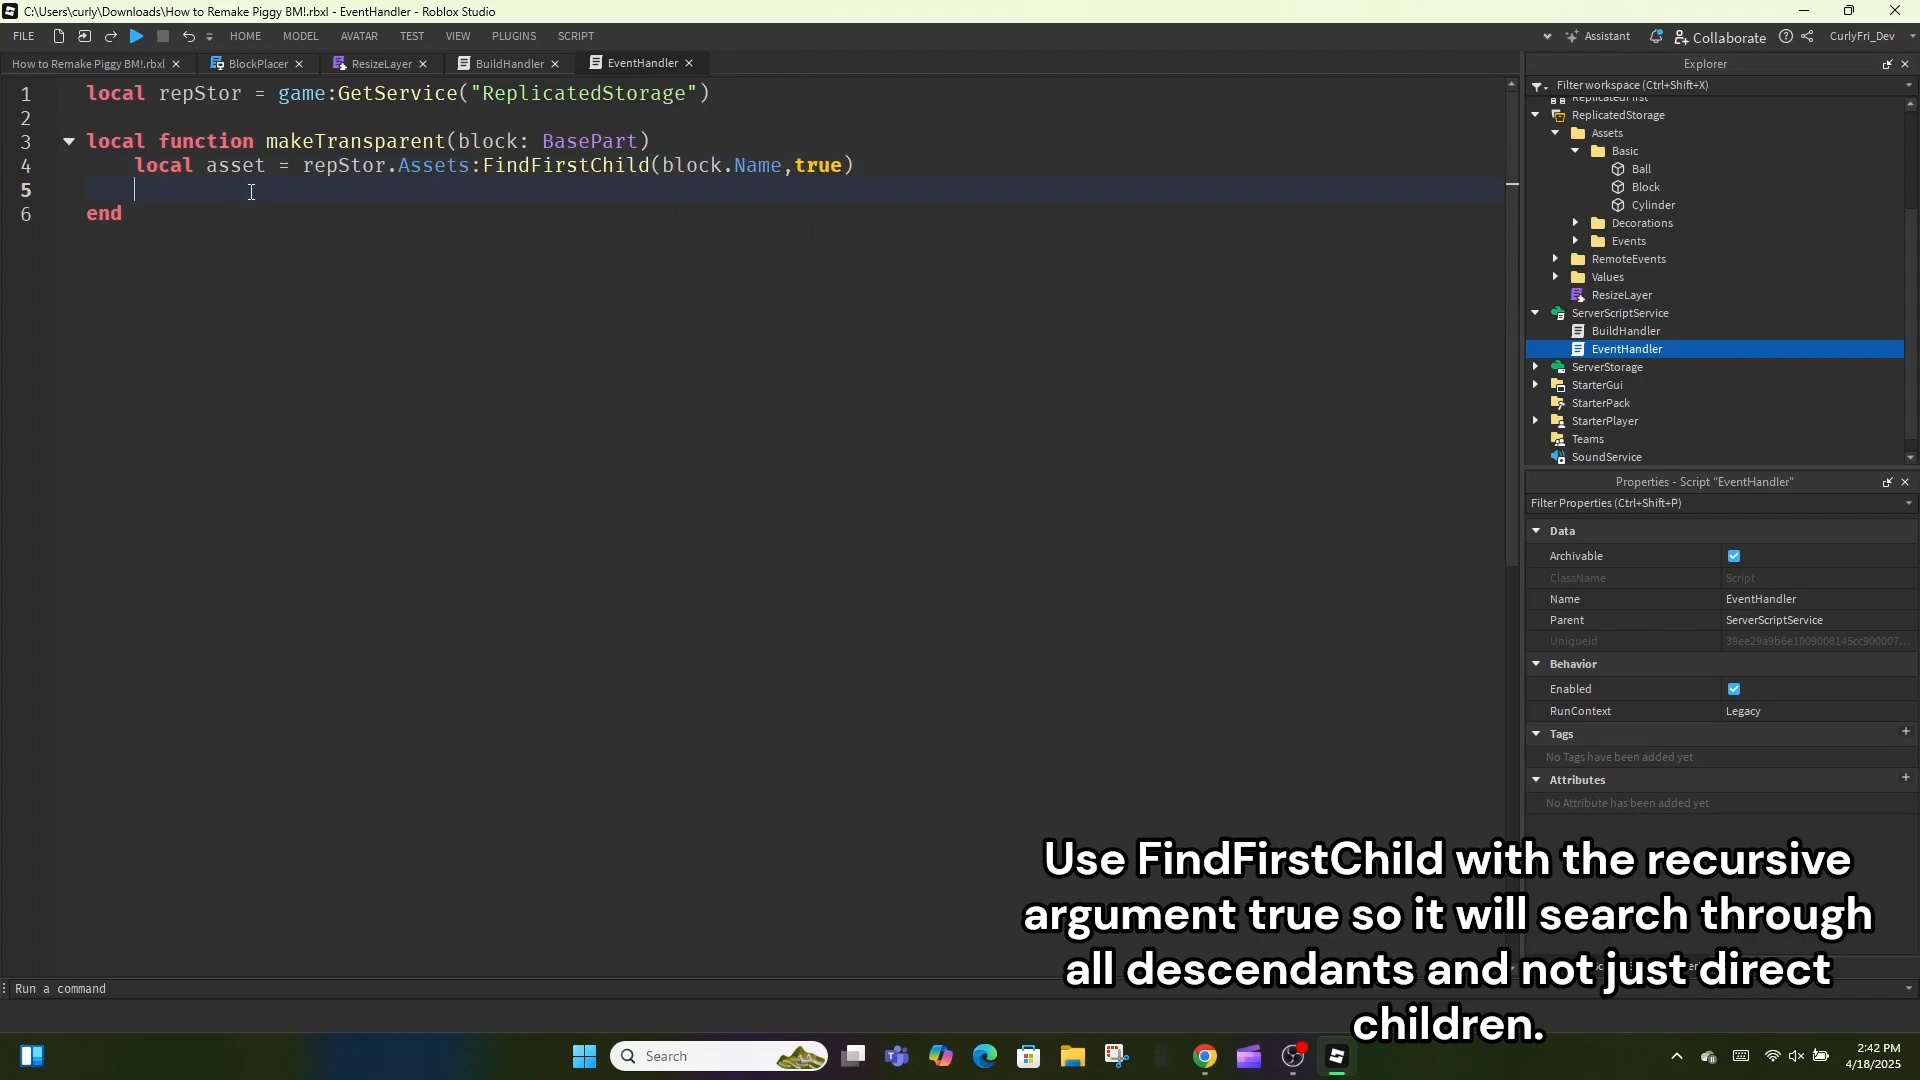 C:\Users\curly\Downloads\How to Remake Piggy BM!.rbxl - EventHandler - Roblox Studio
FILE HOME MODEL AVATAR TEST VIEW PLUGINS SCRIPT Assistant Collaborate CurlyFri_Dev
How to Remake Piggy BM!.rbxl BlockPlacer ResizeLayer BuildHandler EventHandler
1 local repStor = game:GetService("ReplicatedStorage")
2
3 local function makeTransparent(block: BasePart)
4 local asset = repStor.Assets:FindFirstChild(block.Name,true)
5
6 end
Explorer
Filter workspace (Ctrl+Shift+X)
ReplicatedFirst
ReplicatedStorage
Assets
Basic
Ball
Block
Cylinder
Decorations
Events
RemoteEvents
Values
ResizeLayer
ServerScriptService
BuildHandler
EventHandler
ServerStorage
StarterGui
StarterPack
StarterPlayer
Teams
SoundService
Properties - Script "EventHandler"
Filter Properties (Ctrl+Shift+P)
Data
Archivable
ClassName Script
Name EventHandler
Parent ServerScriptService
UniqueId 39ee29a9b6e1009008145cc900007...
Behavior
Enabled
RunContext Legacy
Tags
No Tags have been added yet
Attributes
No Attribute has been added yet
Use FindFirstChild with the recursive
argument true so it will search through
all descendants and not just direct
children.
Run a command
Search
2:42 PM
4/18/2025